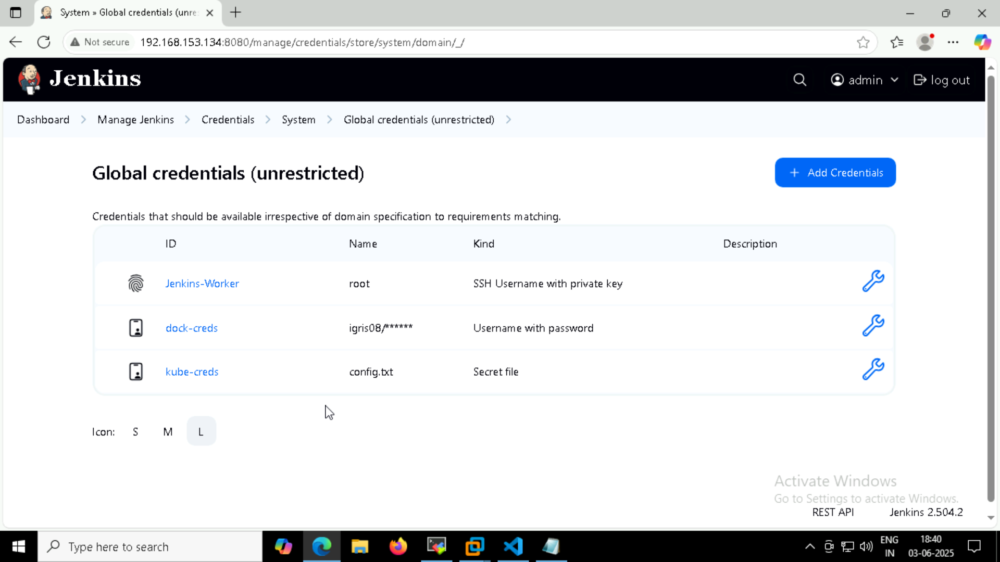 System » Global credentials (unre
Not secure 192.168.153.134:8080/manage/credentials/store/system/domain/_/
Jenkins
admin
log out
Dashboard Manage Jenkins Credentials System Global credentials (unrestricted)
Global credentials (unrestricted)
+ Add Credentials
Credentials that should be available irrespective of domain specification to requirements matching.
ID Name Kind Description
Jenkins-Worker root SSH Username with private key
dock-creds igris08/****** Username with password
kube-creds config.txt Secret file
Icon: S M L
Activate Windows
Go to Settings to activate Windows.
REST API Jenkins 2.504.2
Type here to search
ENG
IN
18:40
03-06-2025